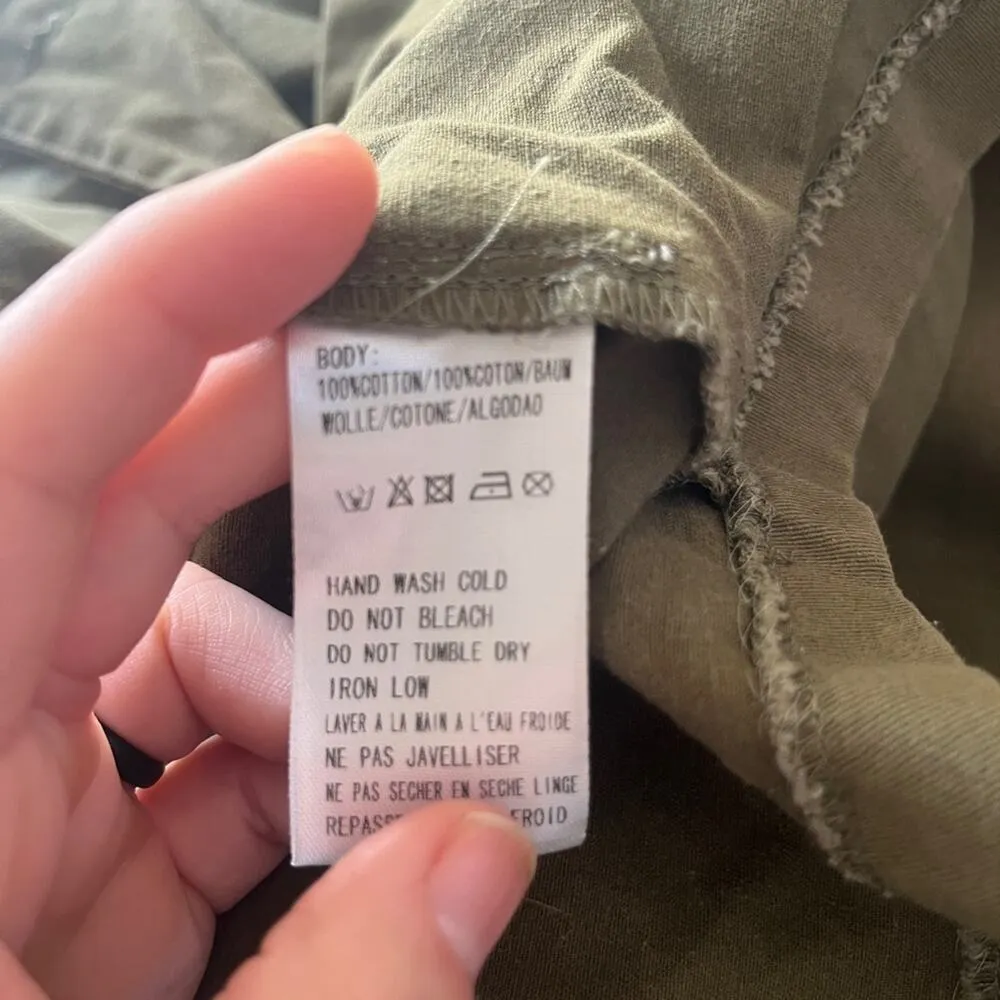 BODY:
100%COTTON/100%COTON/BAUM
WOLLE/COTONE/ALGODAO
HAND WASH COLD
DO NOT BLEACH
DO NOT TUMBLE DRY
IRON LOW
LAVER A LA MAIN A L'EAU FROIDE
NE PAS JAVELLISER
NE PAS SECHER EN SECHE LINGE
FROID